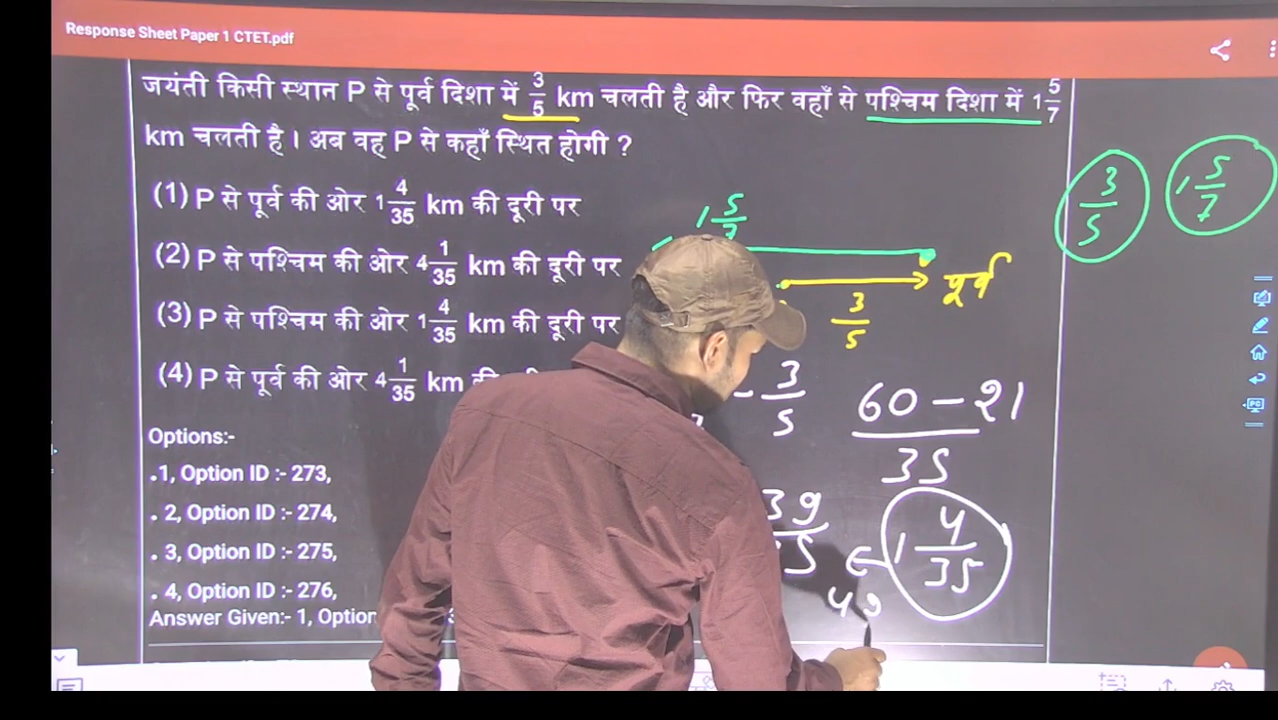 Response Sheet Paper 1 CTET.pdf
जयंती किसी स्थान P से पूर्व दिशा में 3/5 km चलती है और फिर वहाँ से पश्चिम दिशा में 1 5/7
km चलती है। अब वह P से कहाँ स्थित होगी ?
(1) P से पूर्व की ओर 1 4/35 km की दूरी पर
(2) P से पश्चिम की ओर 4 1/35 km की दूरी पर
(3) P से पश्चिम की ओर 1 4/35 km की दूरी पर
(4) P से पूर्व की ओर 4 1/35 km की
Options:-
.1, Option ID :- 273,
. 2, Option ID :- 274,
. 3, Option ID :- 275,
. 4, Option ID :- 276,
Answer Given:- 1, Option
3/5 1 5/7
1 5/7
पूर्व
3/5
- 3/5
60 - 21
35
39
1 4/35